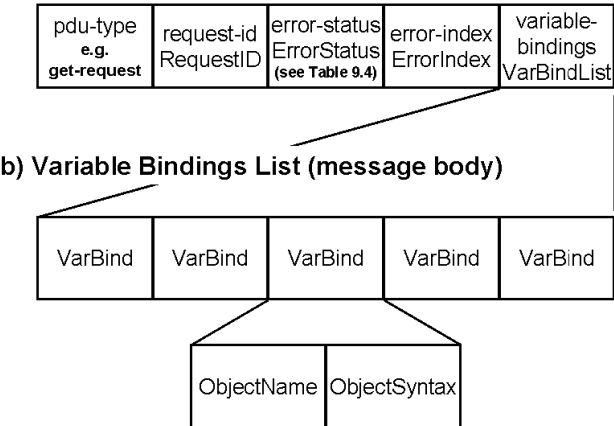 pdu-type
e.g.
get-request
request-id
RequestID
error-status
ErrorStatus
(see Table 9.4)
error-index
ErrorIndex
variable-
bindings
VarBindList
b) Variable Bindings List (message body)
VarBind
VarBind
VarBind
VarBind
VarBind
ObjectName
ObjectSyntax